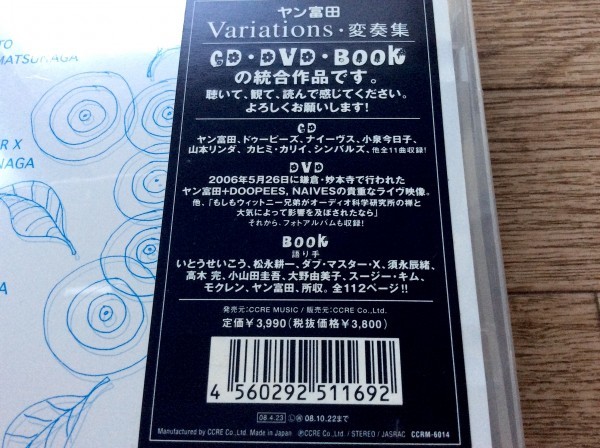 ヤン富田
Variations・変奏集
CD・DVD・BOOK
の統合作品です。
聴いて、観て、読んで感じてください。
よろしくお願いします!
CD
ヤン富田、ドゥーピーズ、ナイーヴス、小泉今日子、
山本リンダ、カヒミ・カリィ、シンバルズ、他全11曲収録!
DVD
2006年5月26日に鎌倉・妙本寺で行われた
ヤン富田+DOOPEES, NAIVESの貴重なライヴ映像。
他、「もしもウィットニー兄弟がオーディオ科学研究所の禅と
大気によって影響を及ぼされたなら」
それから、フォトアルバムも収録!
BOOK
語り手
いとうせいこう、松永耕一、ダブ・マスター・X、須永辰緒、
高木 完、小山田圭吾、大野由美子、スージー・キム、
モクレン、ヤン富田、所収。全112ページ!!
発売元:CCRE MUSIC / 販売元:CCRE Co.,Ltd.
定価¥3,990(税抜価格¥3,800)
4 560292 511692
08.4.23 08.10.22まで
Manufactured by CCRE Co.,Ltd. Made in Japan ℗CCRE Co.,Ltd. / STEREO / JASRAC CCRM-6014
TO
MATSUNAGA
R X
NAGA
A